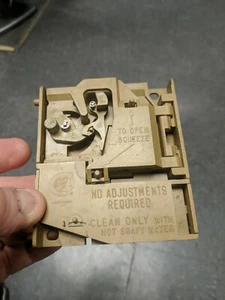 TO OPEN
SQUEEZE
NO ADJUSTMENTS
REQUIRED
CLEAN ONLY WITH
HOT SOAPY WATER